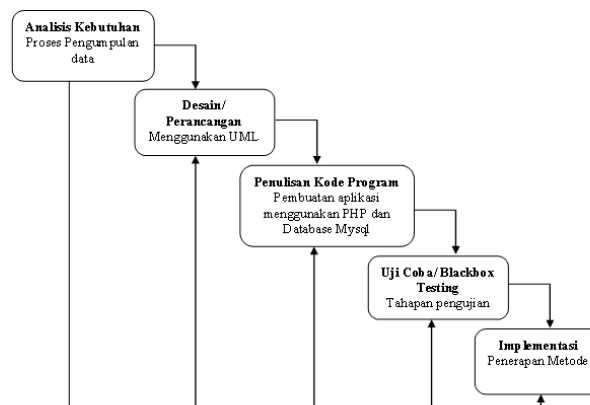 Analisis Kebutuhan
Proses Pengumpulan
data
Desain/
Perancangan
Menggunakan UML
Penulisan Kode Program
Pembuatan aplikasi
menggunakan PHP dan
Database Mysql
Uji Coba/Blackbox
Testing
Tahapan pengujian
Implementasi
Penerapan Metode